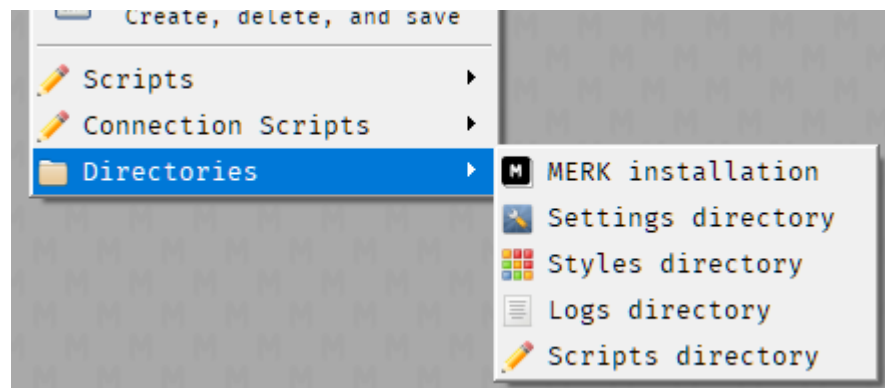 Create, delete, and save
Scripts
Connection Scripts
Directories
MERK installation
Settings directory
Styles directory
Logs directory
Scripts directory